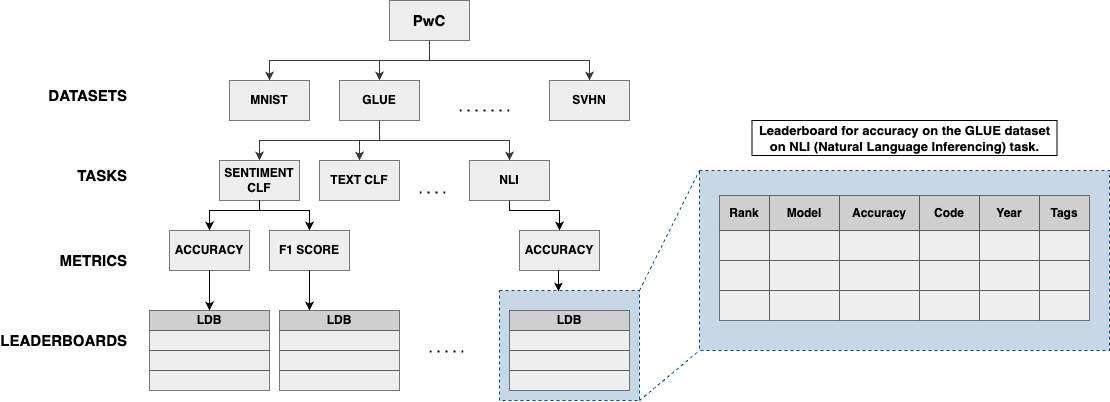 PwC
DATASETS
MNIST
GLUE
.......
SVHN
Leaderboard for accuracy on the GLUE dataset
on NLI (Natural Language Inferencing) task.
TASKS
SENTIMENT
CLF
TEXT CLF
....
NLI
Rank Model Accuracy Code Year Tags
METRICS
ACCURACY
F1 SCORE
ACCURACY
LEADERBOARDS
LDB
LDB
.....
LDB